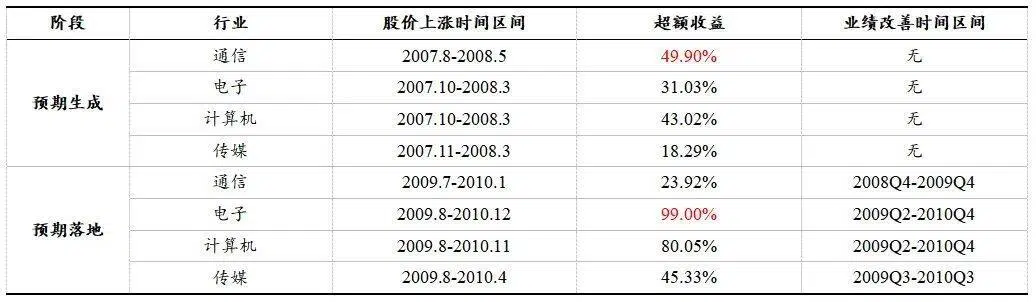 阶段 行业 股价上涨时间区间 超额收益 业绩改善时间区间
预期生成 通信 2007.8-2008.5 49.90% 无
电子 2007.10-2008.3 31.03% 无
计算机 2007.10-2008.3 43.02% 无
传媒 2007.11-2008.3 18.29% 无
预期落地 通信 2009.7-2010.1 23.92% 2008Q4-2009Q4
电子 2009.8-2010.12 99.00% 2009Q2-2010Q4
计算机 2009.8-2010.11 80.05% 2009Q2-2010Q4
传媒 2009.8-2010.4 45.33% 2009Q3-2010Q3